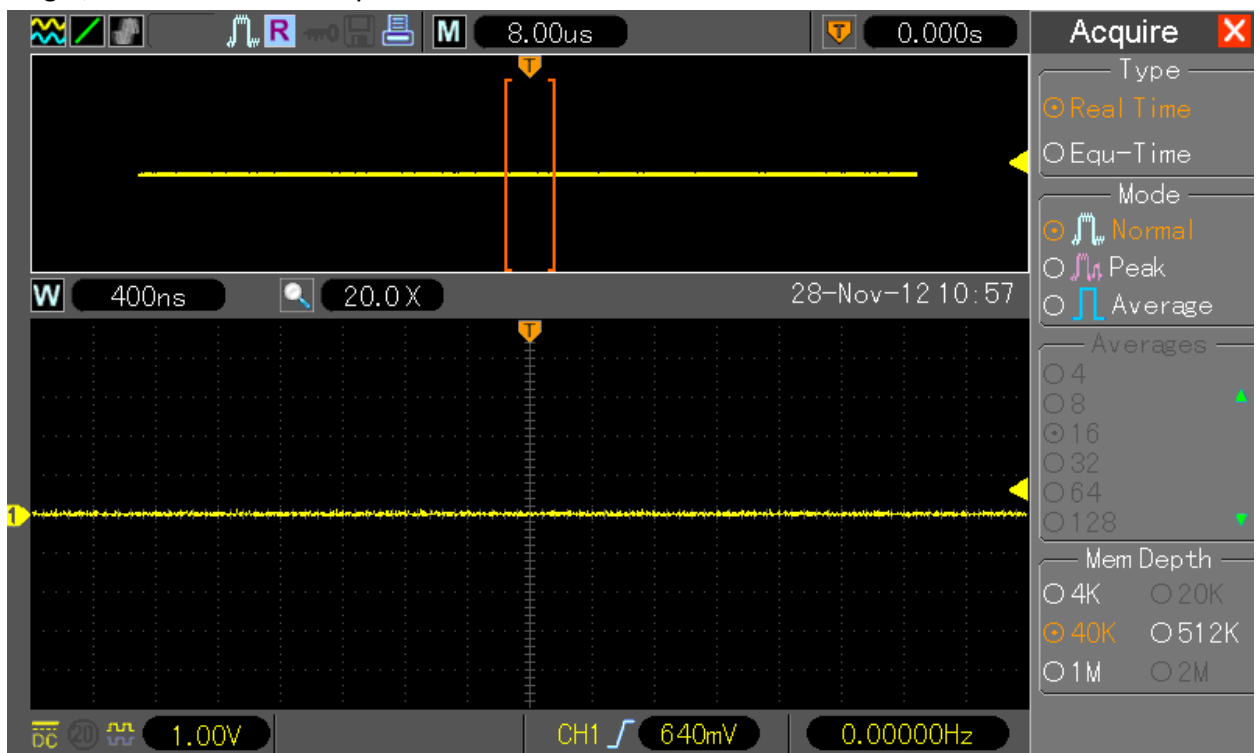 R M 8.00us T 0.000s Acquire
Type
Real Time
Equ-Time
Mode
Normal
Peak
Average
Averages
4
8
16
32
64
128
Mem Depth
4K 20K
40K 512K
1M 2M
T
W 400ns 20.0X 28-Nov-12 10:57
T
1
DC 20 1.00V CH1 640mV 0.00000Hz